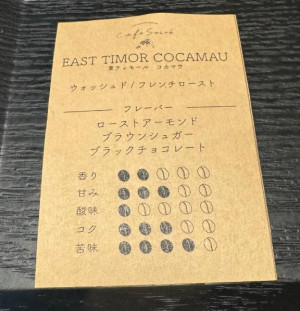 EAST TIMOR COCAMAU
東ティモール コカマウ
ウォッシュド/フレンチロースト
フレーバー
ローストアーモンド
ブラウンシュガー
ブラックチョコレート
香り
甘み
酸味
コク
苦味